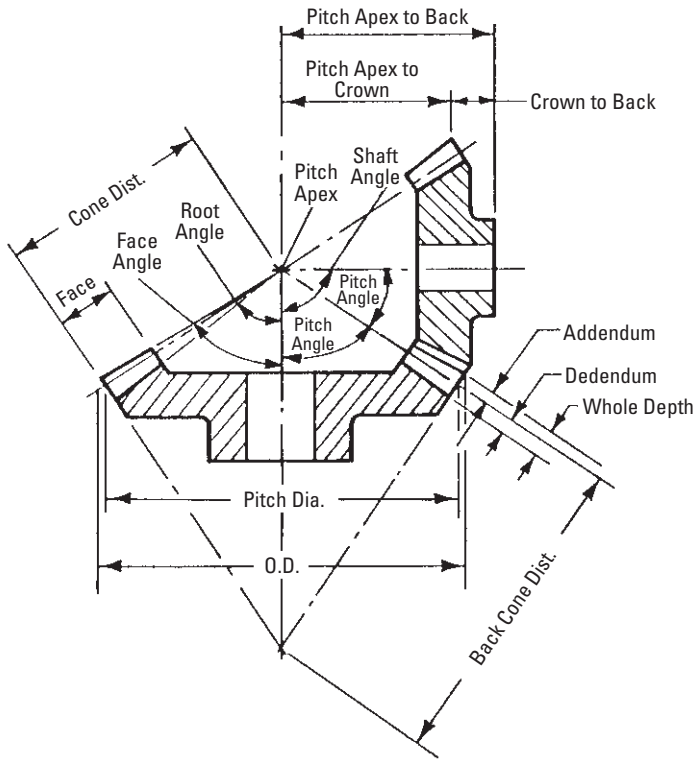 Pitch Apex to Back
Pitch Apex to
Crown
Crown to Back
Cone Dist.
Shaft
Angle
Pitch
Apex
Root
Angle
Face
Angle
Face
Pitch
Angle
Pitch
Angle
Addendum
Dedendum
Whole Depth
Pitch Dia.
O.D.
Back Cone Dist.